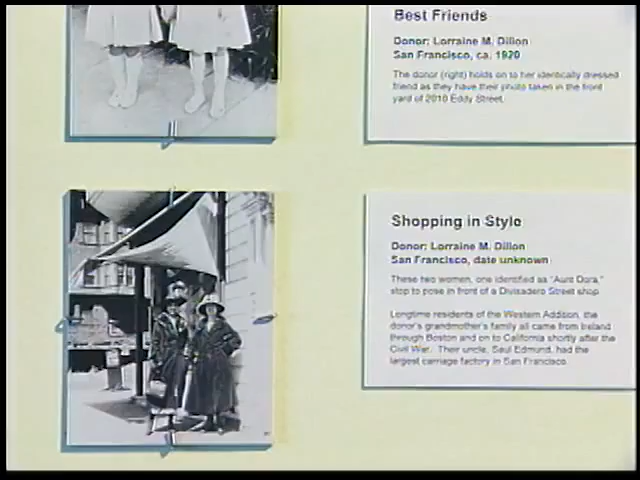 Best Friends
Donor: Lorraine M. Dillon
San Francisco, ca. 1920
The donor (right) holds on to her identically dressed
friend as they have their photo taken in the front
yard of 2010 Eddy Street.
Shopping in Style
Donor: Lorraine M. Dillon
San Francisco, date unknown
These two women, one identified as "Aunt Dora,"
stop to pose in front of a Divisadero Street shop.
Longtime residents of the Western Addition, the
donor's grandmother's family all came from Ireland
through Boston and on to California shortly after the
Civil War. Their uncle, Saul Edmund, had the
largest carriage factory in San Francisco.